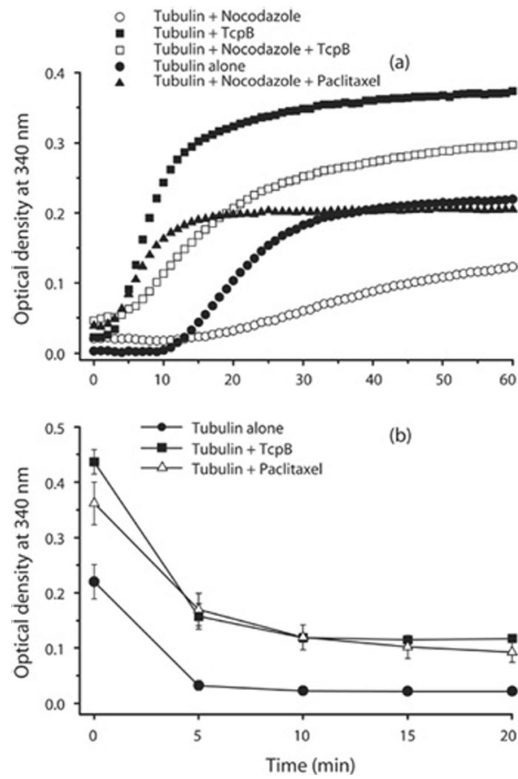 Tubulin + Nocodazole
Tubulin + TcpB
Tubulin + Nocodazole + TcpB
Tubulin alone
Tubulin + Nocodazole + Paclitaxel
(a)
Optical density at 340 nm
0.4
0.3
0.2
0.1
0.0
0 10 20 30 40 50 60
Tubulin alone
Tubulin + TcpB
Tubulin + Paclitaxel
(b)
Optical density at 340 nm
0.5
0.4
0.3
0.2
0.1
0.0
0 5 10 15 20
Time (min)